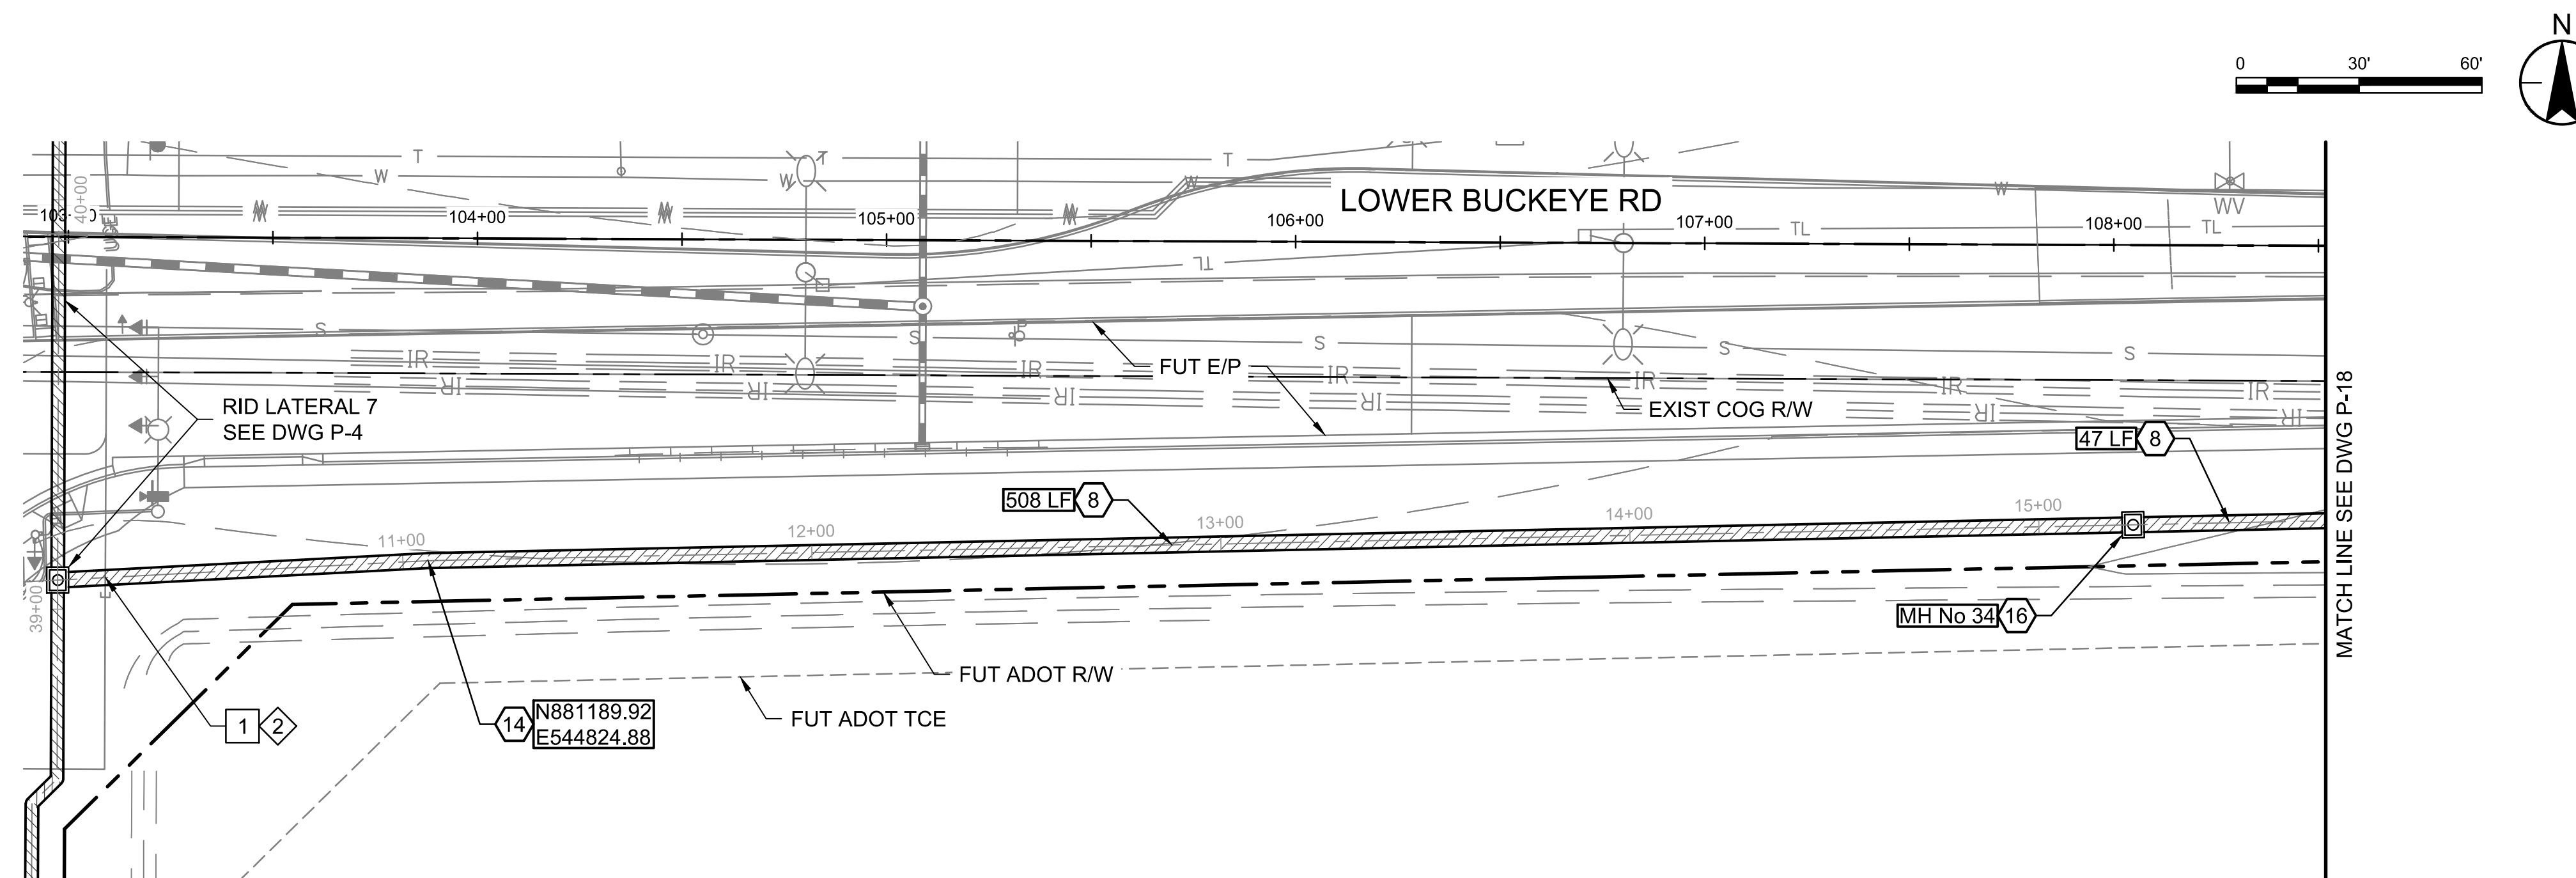 N
0 30' 60'
T T T
W W W W
40+00
104+00 105+00 106+00 107+00 108+00
LOWER BUCKEYE RD
WV
TL TL TL
S S S S S
IR IR IR IR IR IR IR
IR IR IR IR IR IR
FUT E/P
EXIST COG R/W
RID LATERAL 7
SEE DWG P-4
47 LF 8
508 LF 8
11+00 12+00 13+00 14+00 15+00
39+00
MH No 34 16
1 2
14 N881189.92
E544824.88
FUT ADOT R/W
FUT ADOT TCE
MATCH LINE SEE DWG P-18